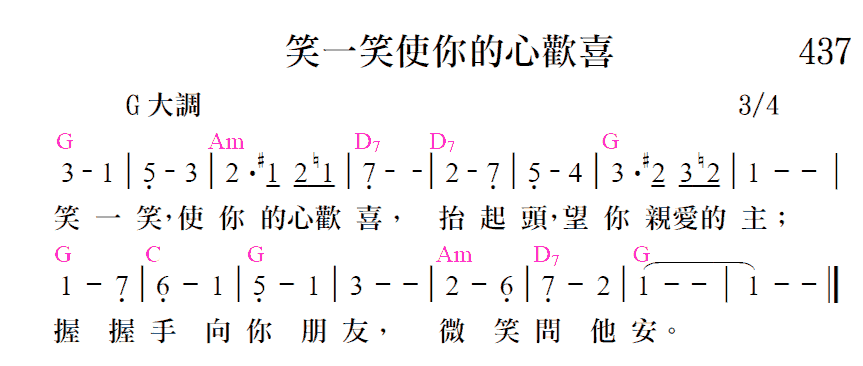 笑一笑使你的心歡喜 437
G大調 3/4
G Am D7 D7 G
3 - 1 | 5̣ - 3 | 2 · ♯1 2 ♮1 | 7̣ - - | 2 - 7̣ | 5̣ - 4 | 3 · ♯2 3 ♮2 | 1 - - |
笑一笑,使你的心歡喜, 抬起頭,望你親愛的主;
G C G Am D7 G
1 - 7̣ | 6̣ - 1 | 5̣ - 1 | 3 - - | 2 - 6̣ | 7̣ - 2 | 1 - - | 1 - - ‖
握握手向你朋友, 微笑問他安。